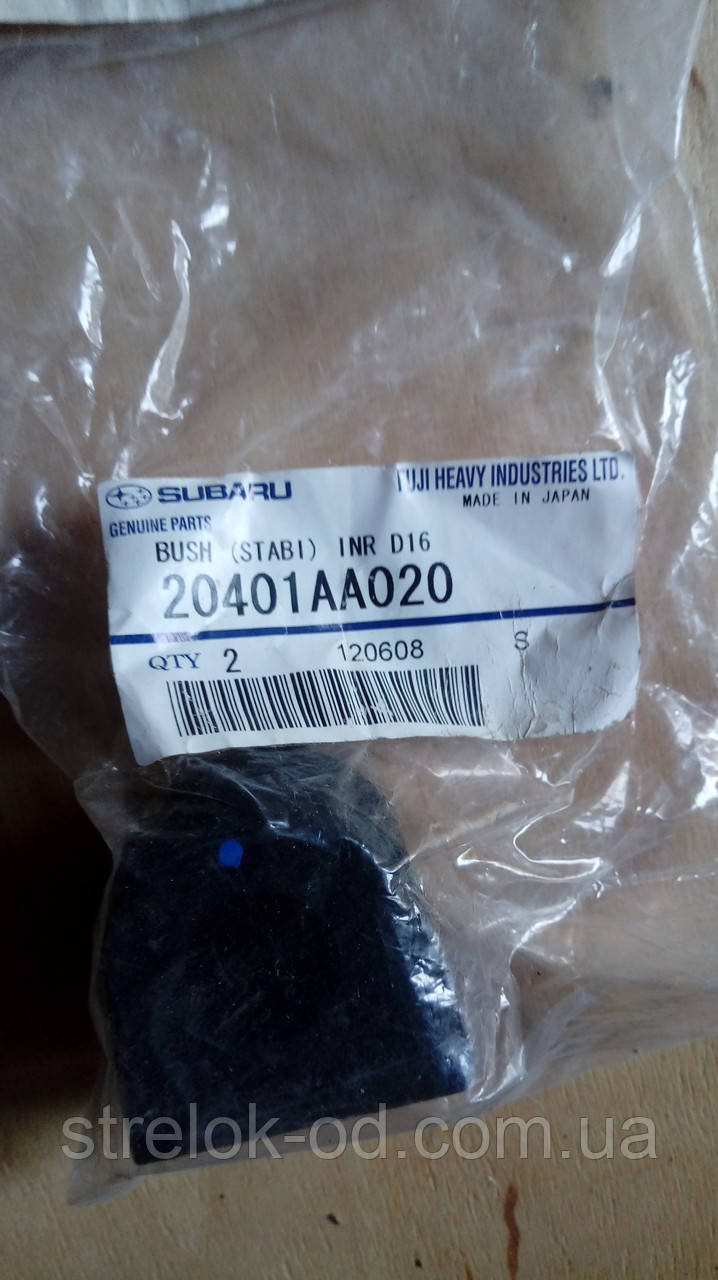 SUBARU FUJI HEAVY INDUSTRIES LTD.
GENUINE PARTS MADE IN JAPAN
BUSH (STABI) INR D16
20401AA020
QTY 2 120608 S
strelok-od.com.ua